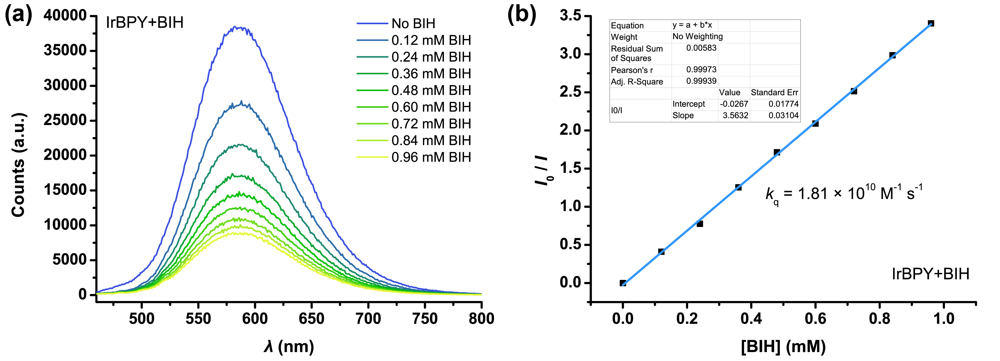 (a)
IrBPY+BIH
40000
35000
30000
25000
20000
15000
10000
5000
0
Counts (a.u.)
500 550 600 650 700 750 800
λ (nm)
No BIH
0.12 mM BIH
0.24 mM BIH
0.36 mM BIH
0.48 mM BIH
0.60 mM BIH
0.72 mM BIH
0.84 mM BIH
0.96 mM BIH
(b)
3.5
3.0
2.5
2.0
1.5
1.0
0.5
0.0
I₀ / I
Equation y = a + b*x
Weight No Weighting
Residual Sum 0.00583
of Squares
Pearson's r 0.99973
Adj. R-Square 0.99939
Value Standard Err
I0/I
Intercept -0.0267 0.01774
Slope 3.5632 0.03104
kq = 1.81 × 10¹⁰ M⁻¹ s⁻¹
IrBPY+BIH
0.0 0.2 0.4 0.6 0.8 1.0
[BIH] (mM)